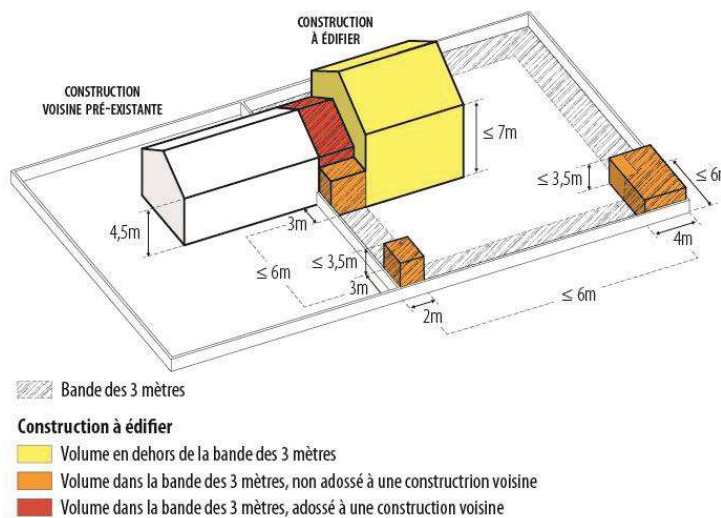 CONSTRUCTION
À ÉDIFIER
CONSTRUCTION
VOISINE PRÉ-EXISTANTE
≤ 7m
≤ 3,5m
≤ 6m
4m
4,5m
3m
≤ 3,5m
≤ 6m
3m
2m
≤ 6m
Bande des 3 mètres
Construction à édifier
Volume en dehors de la bande des 3 mètres
Volume dans la bande des 3 mètres, non adossé à une constructrion voisine
Volume dans la bande des 3 mètres, adossé à une construction voisine